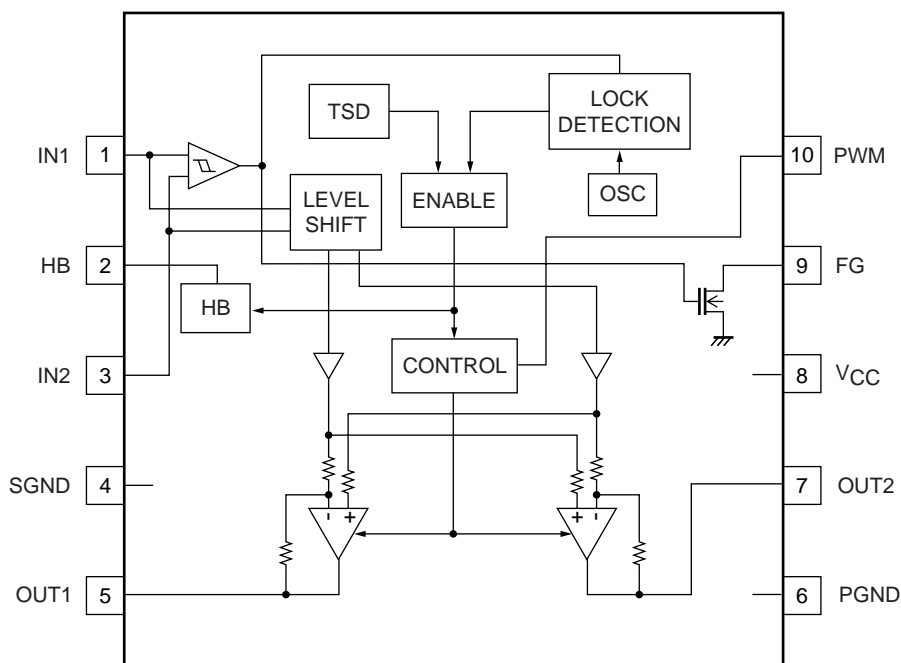 LOCK
DETECTION
TSD
IN1
1
10
PWM
LEVEL
SHIFT
ENABLE
OSC
HB
2
9
FG
HB
IN2
3
CONTROL
8
VCC
SGND
4
7
OUT2
- +
+ -
OUT1
5
6
PGND